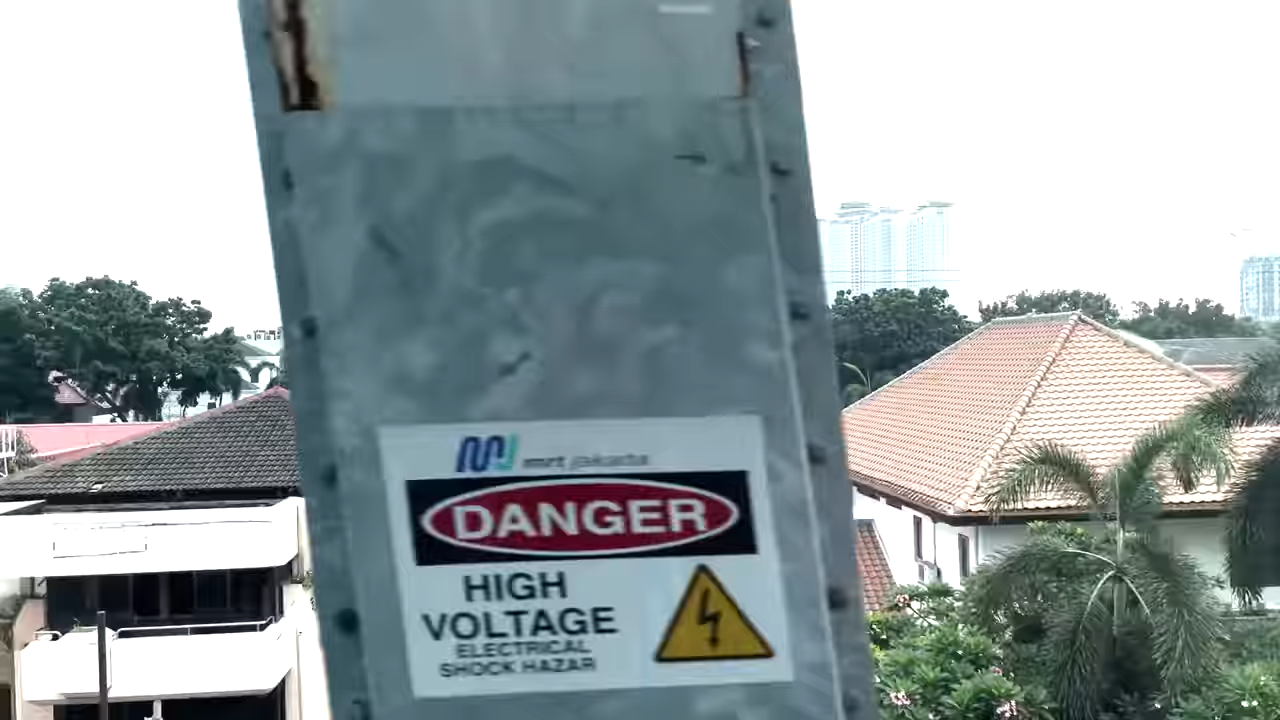 mrt jakarta
DANGER
HIGH
VOLTAGE
ELECTRICAL
SHOCK HAZAR